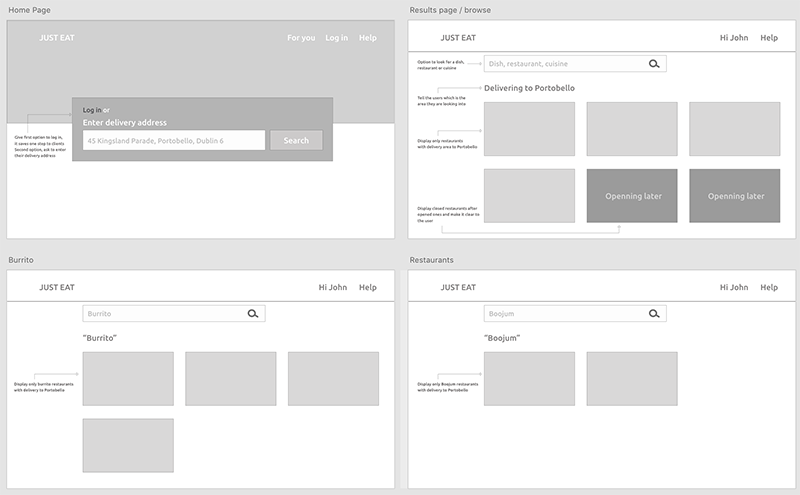 Home Page
JUST EAT
For you Log in Help
Log in or
Enter delivery address
45 Kingsland Parade, Portobello, Dublin 6
Search
Give first option to log in,
it saves one step to clients
Second option, ask to enter
their delivery address
Results page / browse
JUST EAT
Hi John Help
Option to look for a dish,
restaurant or cuisine
Dish, restaurant, cuisine
Delivering to Portobello
Tell the users which is the
area they are looking into
Display only restaurants
with delivery area to Portobello
Openning later
Openning later
Display closed restaurants after
opened ones and make it clear to
the user
Burrito
JUST EAT
Hi John Help
Burrito
"Burrito"
Display only burrito restaurants
with delivery to Portobello
Restaurants
JUST EAT
Hi John Help
Boojum
"Boojum"
Display only Boojum restaurants
with delivery to Portobello